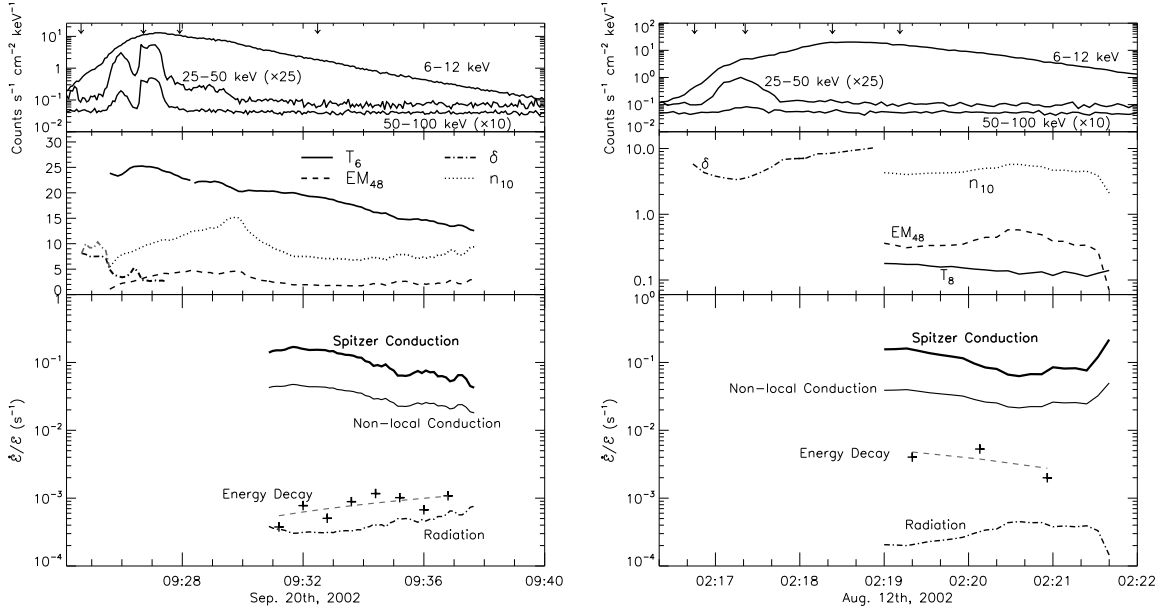 Counts s⁻¹ cm⁻² keV⁻¹
10²
10¹
1
10⁻¹
10⁻²
6–12 keV
25–50 keV (×25)
50–100 keV (×10)
30
25
20
15
10
5
0
T₆
EM₄₈
δ
n₁₀
Ė/E (s⁻¹)
10⁻¹
10⁻²
10⁻³
10⁻⁴
Spitzer Conduction
Non–local Conduction
Energy Decay
Radiation
09:28
09:32
09:36
09:40
Sep. 20th, 2002
Counts s⁻¹ cm⁻² keV⁻¹
10²
10¹
10⁰
10⁻¹
10⁻²
6–12 keV
25–50 keV (×25)
50–100 keV (×10)
10.0
1.0
0.1
δ
n₁₀
EM₄₈
T₈
Ė/E (s⁻¹)
10⁰
10⁻¹
10⁻²
10⁻³
10⁻⁴
Spitzer Conduction
Non–local Conduction
Energy Decay
Radiation
02:17
02:18
02:19
02:20
02:21
02:22
Aug. 12th, 2002